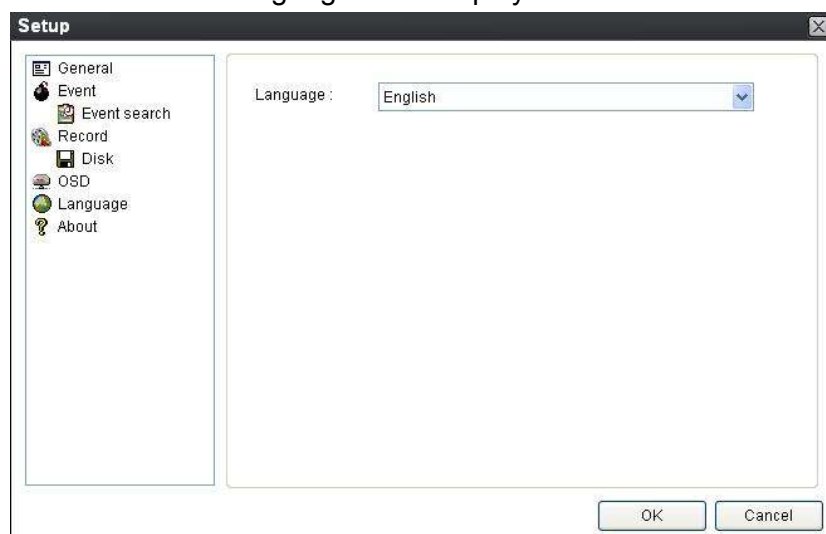 Setup
General
Event
Event search
Record
Disk
OSD
Language
About
Language :
English
OK
Cancel